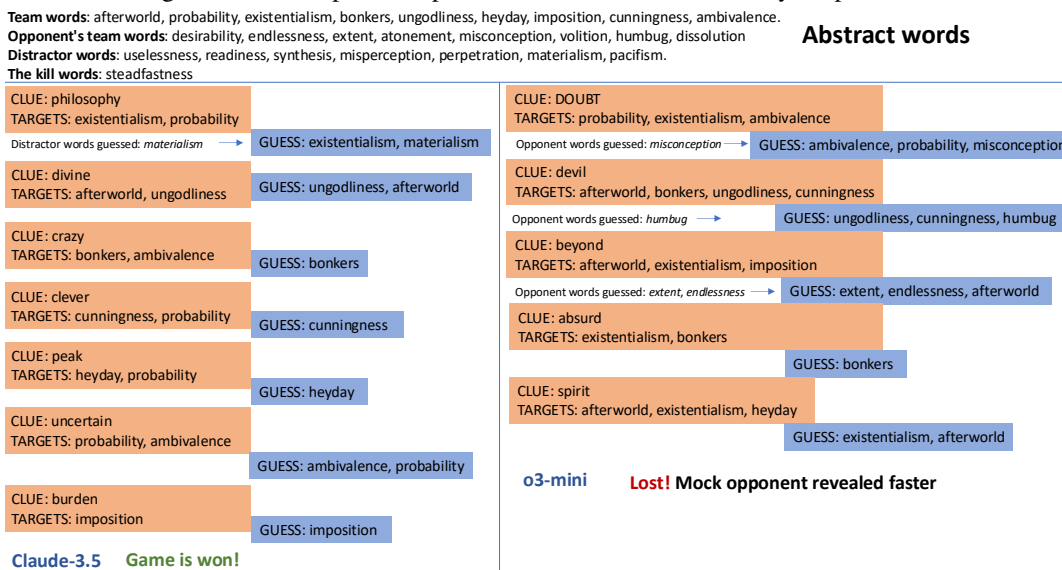 Team words: afterworld, probability, existentialism, bonkers, ungodliness, heyday, imposition, cunningness, ambivalence.
Opponent's team words: desirability, endlessness, extent, atonement, misconception, volition, humbug, dissolution
Distractor words: uselessness, readiness, synthesis, misperception, perpetration, materialism, pacifism.
The kill words: steadfastness
Abstract words
CLUE: philosophy
TARGETS: existentialism, probability
Distractor words guessed: materialism
GUESS: existentialism, materialism
CLUE: divine
TARGETS: afterworld, ungodliness
GUESS: ungodliness, afterworld
CLUE: crazy
TARGETS: bonkers, ambivalence
GUESS: bonkers
CLUE: clever
TARGETS: cunningness, probability
GUESS: cunningness
CLUE: peak
TARGETS: heyday, probability
GUESS: heyday
CLUE: uncertain
TARGETS: probability, ambivalence
GUESS: ambivalence, probability
CLUE: burden
TARGETS: imposition
GUESS: imposition
Claude-3.5 Game is won!
CLUE: DOUBT
TARGETS: probability, existentialism, ambivalence
Opponent words guessed: misconception
GUESS: ambivalence, probability, misconception
CLUE: devil
TARGETS: afterworld, bonkers, ungodliness, cunningness
Opponent words guessed: humbug
GUESS: ungodliness, cunningness, humbug
CLUE: beyond
TARGETS: afterworld, existentialism, imposition
Opponent words guessed: extent, endlessness
GUESS: extent, endlessness, afterworld
CLUE: absurd
TARGETS: existentialism, bonkers
GUESS: bonkers
CLUE: spirit
TARGETS: afterworld, existentialism, heyday
GUESS: existentialism, afterworld
o3-mini Lost! Mock opponent revealed faster